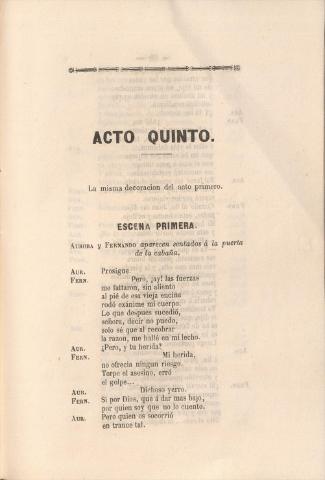 ACTO QUINTO.
La misma decoracion del acto primero.
ESCENA PRIMERA.
AURORA y FERNANDO aparecen sentados á la puerta
de la cabaña.
AUR. Prosigue.
FERN. Pero, ¡ay! las fuerzas
me faltaron, sin aliento
al pié de esa vieja encina
rodó exánime mi cuerpo.
Lo que despues sucedió,
señora, decir no puedo,
solo sé que al recobrar
la razon, me hallé en mi lecho.
AUR. ¿Pero, y tu herida?
FERN. Mi herida,
no ofrecia ningun riesgo.
Torpe el asesino, erró
el golpe...
AUR. Dichoso yerro.
FERN. Si por Dios, que á dar mas bajo,
por quien soy que no lo cuento.
AUR. Pero quien os socorrió
en trance tal.